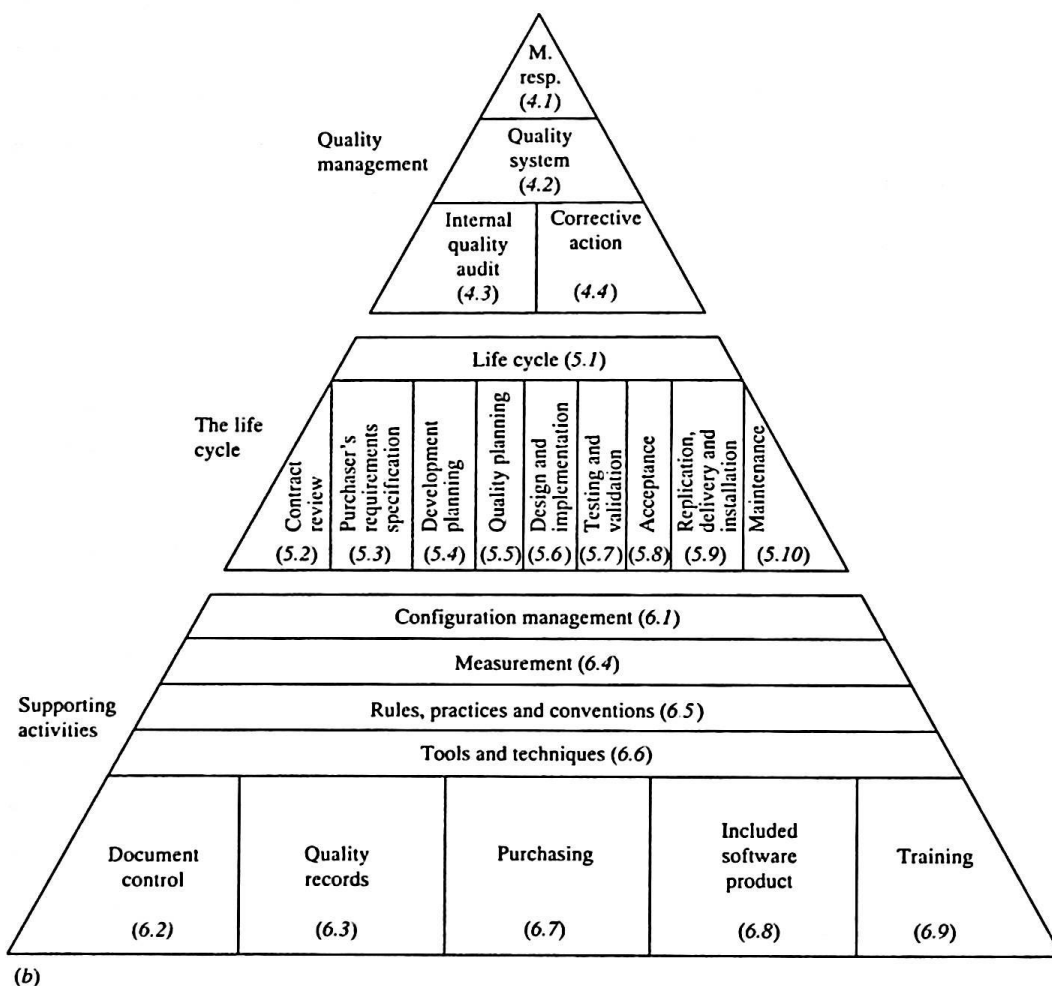 M.
resp.
(4.1)
Quality
management
Quality
system
(4.2)
Internal
quality
audit
(4.3)
Corrective
action
(4.4)
Life cycle (5.1)
The life
cycle
Contract
review
(5.2)
Purchaser's
requirements
specification
(5.3)
Development
planning
(5.4)
Quality planning
(5.5)
Design and
implementation
(5.6)
Testing and
validation
(5.7)
Acceptance
(5.8)
Replication,
delivery and
installation
(5.9)
Maintenance
(5.10)
Configuration management (6.1)
Measurement (6.4)
Supporting
activities
Rules, practices and conventions (6.5)
Tools and techniques (6.6)
Document
control
(6.2)
Quality
records
(6.3)
Purchasing
(6.7)
Included
software
product
(6.8)
Training
(6.9)
(b)